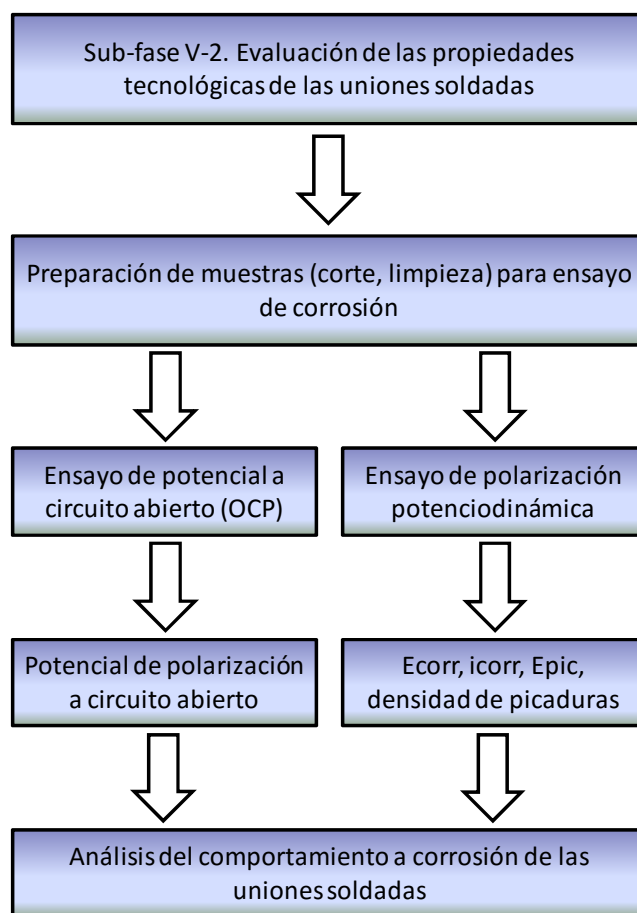 Sub-fase V-2. Evaluación de las propiedades
tecnológicas de las uniones soldadas
Preparación de muestras (corte, limpieza) para ensayo
de corrosión
Ensayo de potencial a
circuito abierto (OCP)
Ensayo de polarización
potenciodinámica
Potencial de polarización
a circuito abierto
Ecorr, icorr, Epic,
densidad de picaduras
Análisis del comportamiento a corrosión de las
uniones soldadas